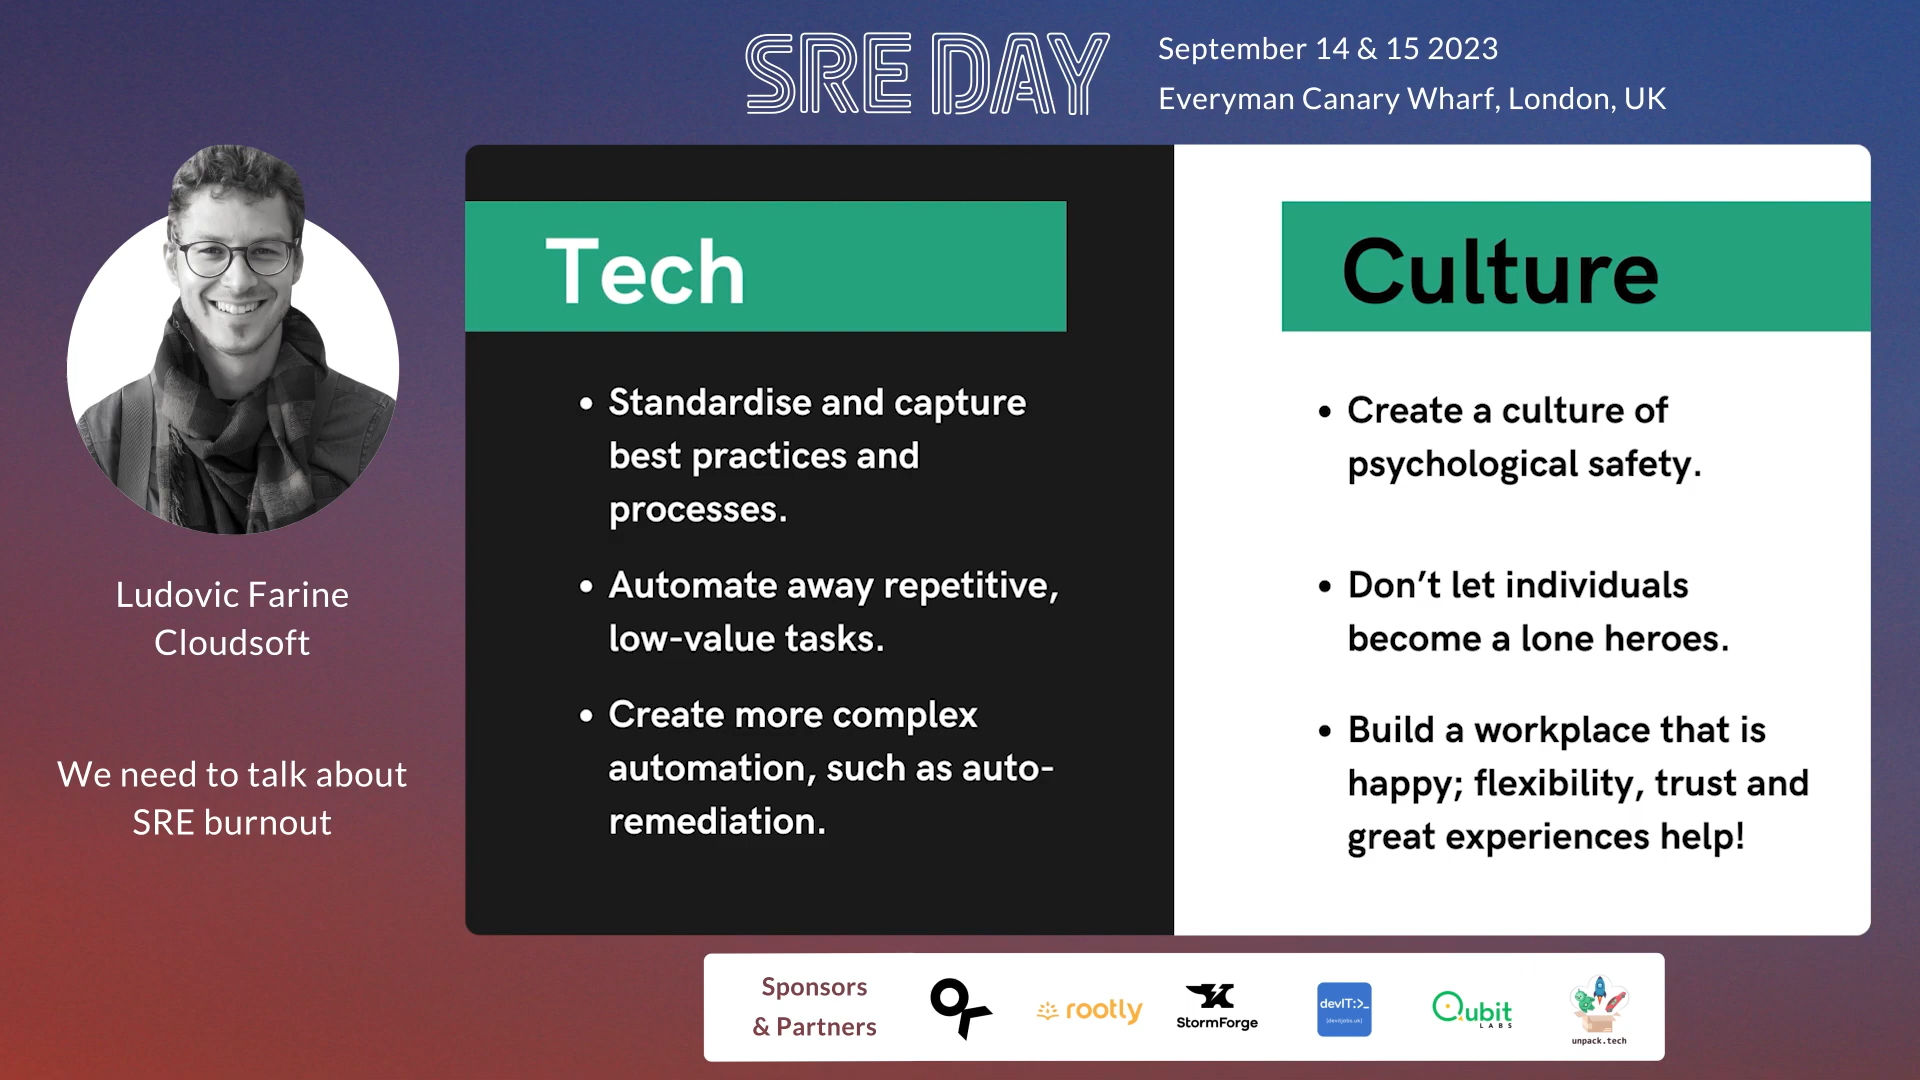 SRE DAY
September 14 & 15 2023
Everyman Canary Wharf, London, UK
Ludovic Farine
Cloudsoft
We need to talk about
SRE burnout
Tech
• Standardise and capture
best practices and
processes.
• Automate away repetitive,
low-value tasks.
• Create more complex
automation, such as auto-
remediation.
Culture
• Create a culture of
psychological safety.
• Don’t let individuals
become a lone heroes.
• Build a workplace that is
happy; flexibility, trust and
great experiences help!
Sponsors
& Partners
rootly
StormForge
devIT:>_
[devitjobs.uk]
Qubit
LABS
unpack.tech